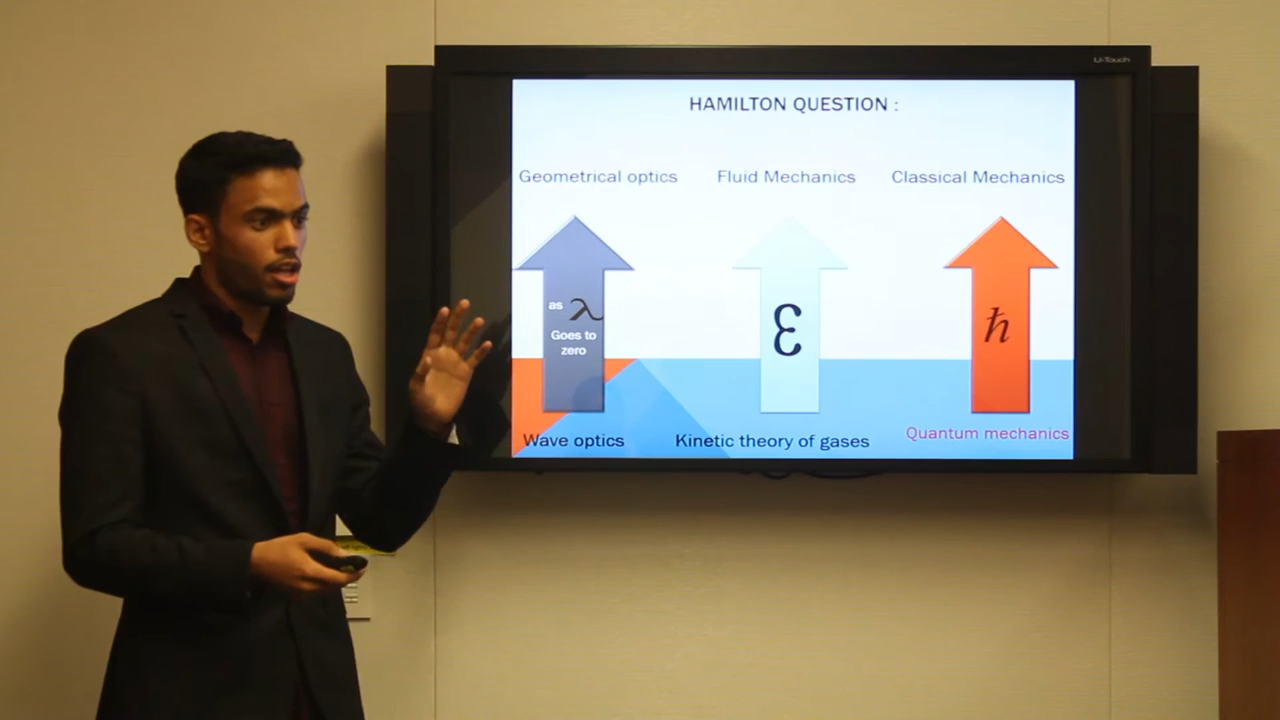 U-Touch
HAMILTON QUESTION :
Geometrical optics
Fluid Mechanics
Classical Mechanics
as λ
Goes to
zero
ε
ħ
Wave optics
Kinetic theory of gases
Quantum mechanics